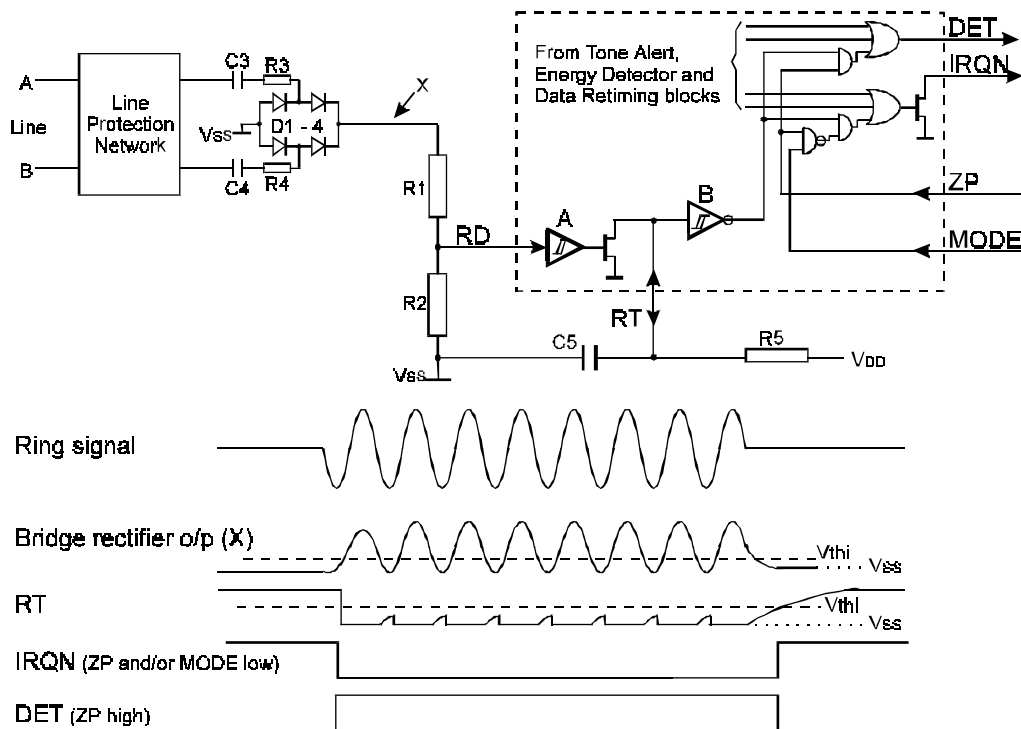 DET
IRQN
From Tone Alert,
Energy Detector and
Data Retiming blocks
C3
R3
X
A
Line
B
Line
Protection
Network
VSS
D1 - 4
C4
R4
R1
ZP
B
A
RD
MODE
R2
RT
C5
R5
VDD
VSS
Ring signal
Bridge rectifier o/p (X)
Vthi
VSS
RT
Vthi
VSS
IRQN (ZP and/or MODE low)
DET (ZP high)